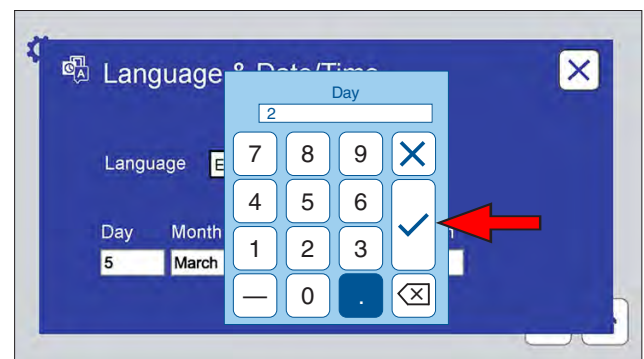 Language & Date/Time
Day
2
7 8 9
Language E
4 5 6
Day Month
1 2 3
5 March
— 0 .